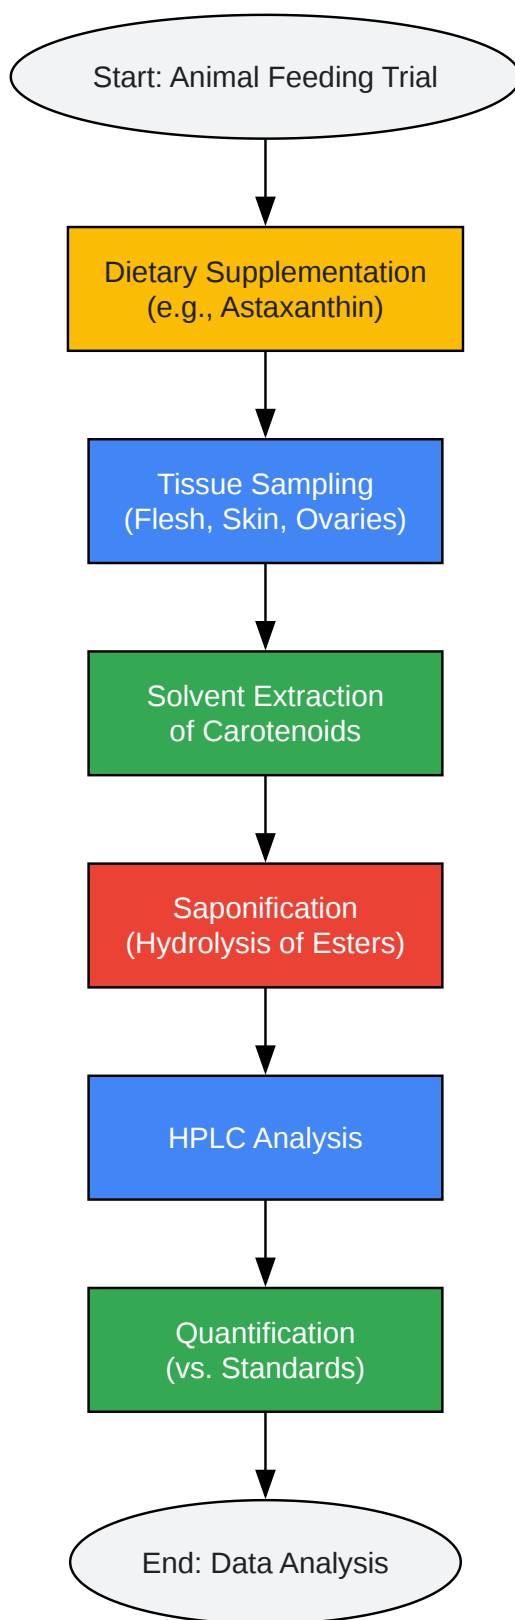 Start: Animal Feeding Trial
Dietary Supplementation
(e.g., Astaxanthin)
Tissue Sampling
(Flesh, Skin, Ovaries)
Solvent Extraction
of Carotenoids
Saponification
(Hydrolysis of Esters)
HPLC Analysis
Quantification
(vs. Standards)
End: Data Analysis